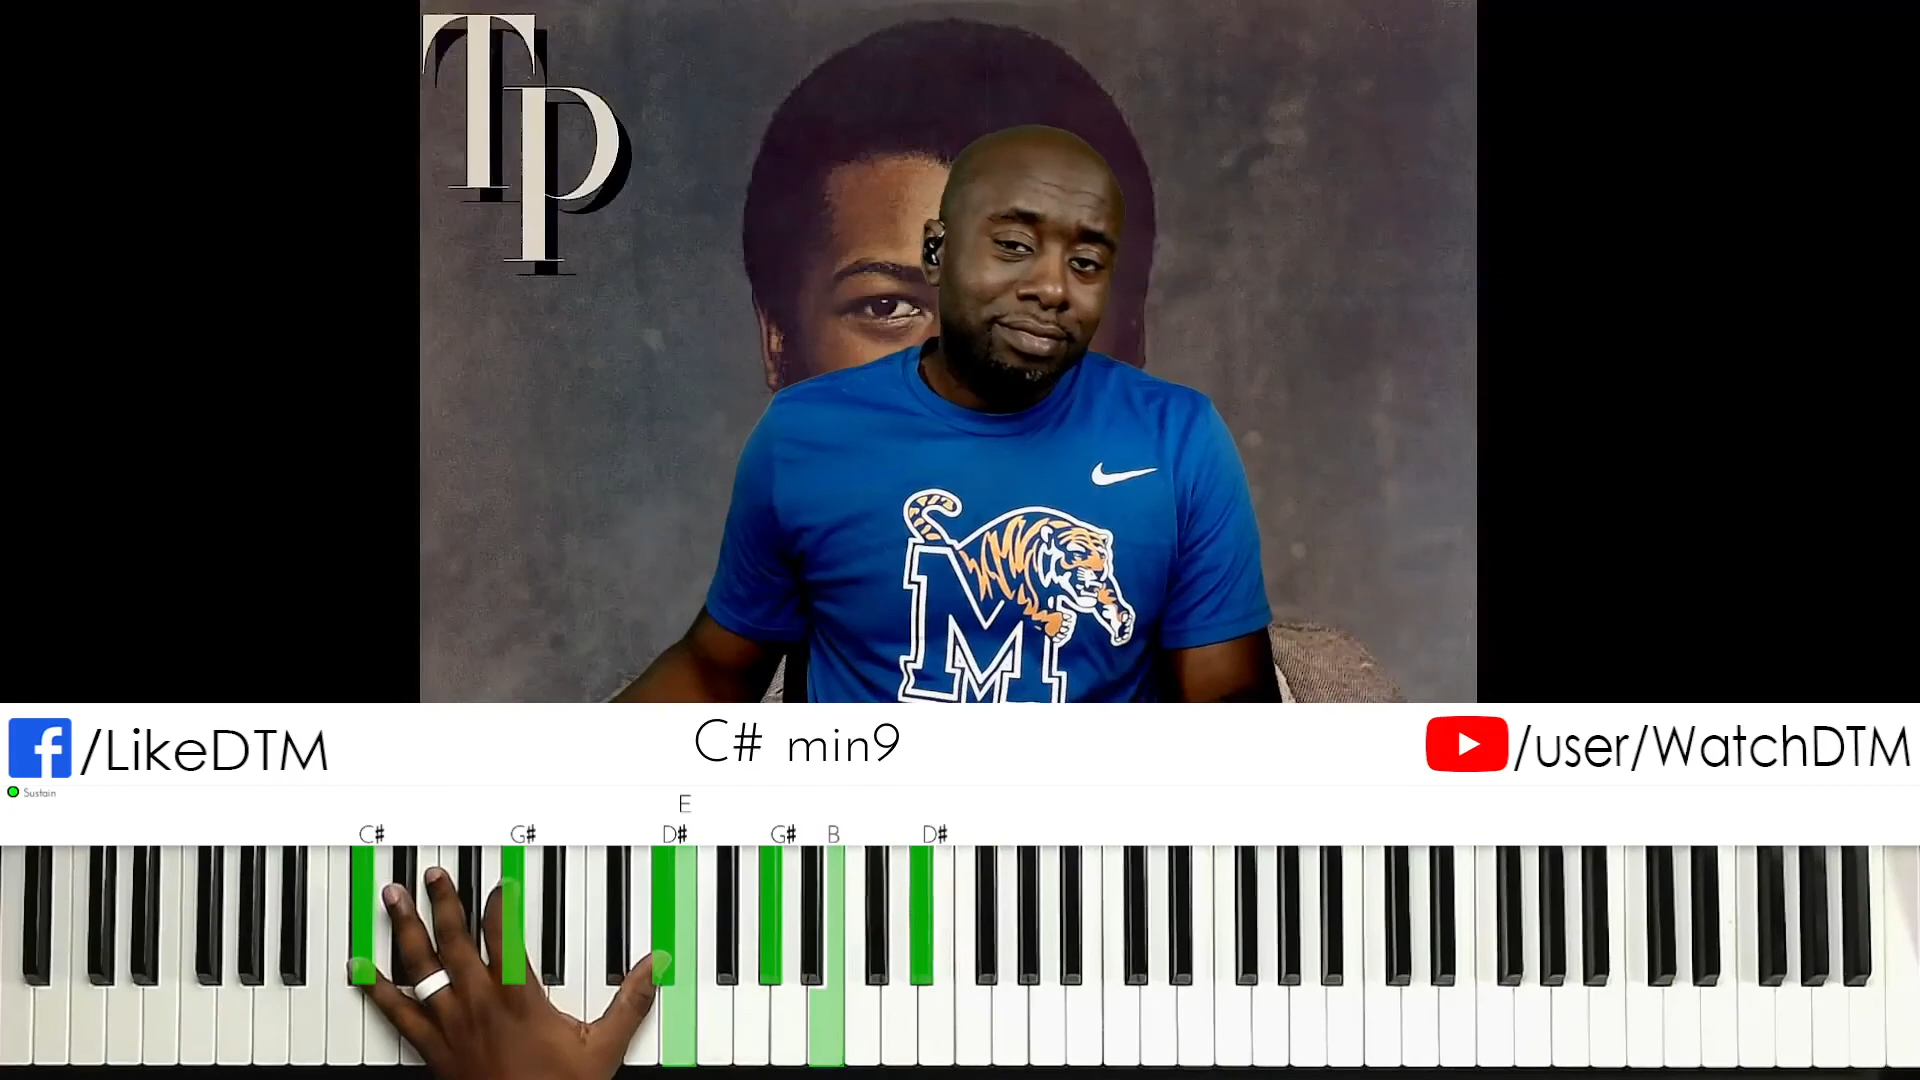 TP
M
/LikeDTM
C# min9
/user/WatchDTM
Sustain
E
C# G# D# G# B D#